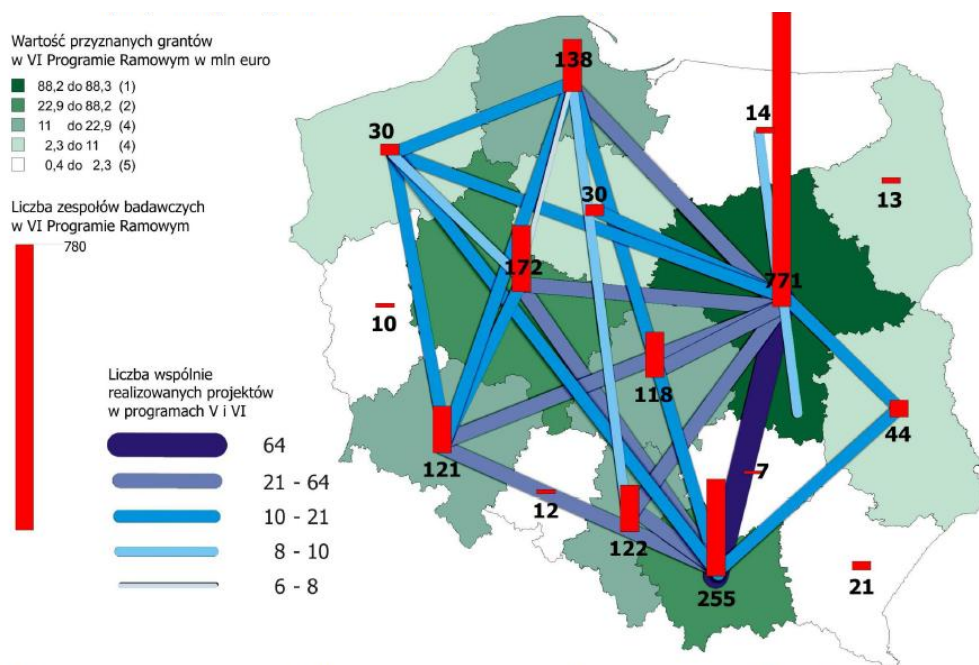 Wartość przyznanych grantów
w VI Programie Ramowym w mln euro
88,2 do 88,3 (1)
22,9 do 88,2 (2)
11 do 22,9 (4)
2,3 do 11 (4)
0,4 do 2,3 (5)
Liczba zespołów badawczych
w VI Programie Ramowym
780
Liczba wspólnie
realizowanych projektów
w programach V i VI
64
21 - 64
10 - 21
8 - 10
6 - 8
138
30
14
13
30
172
771
10
118
44
121
7
12
122
21
255